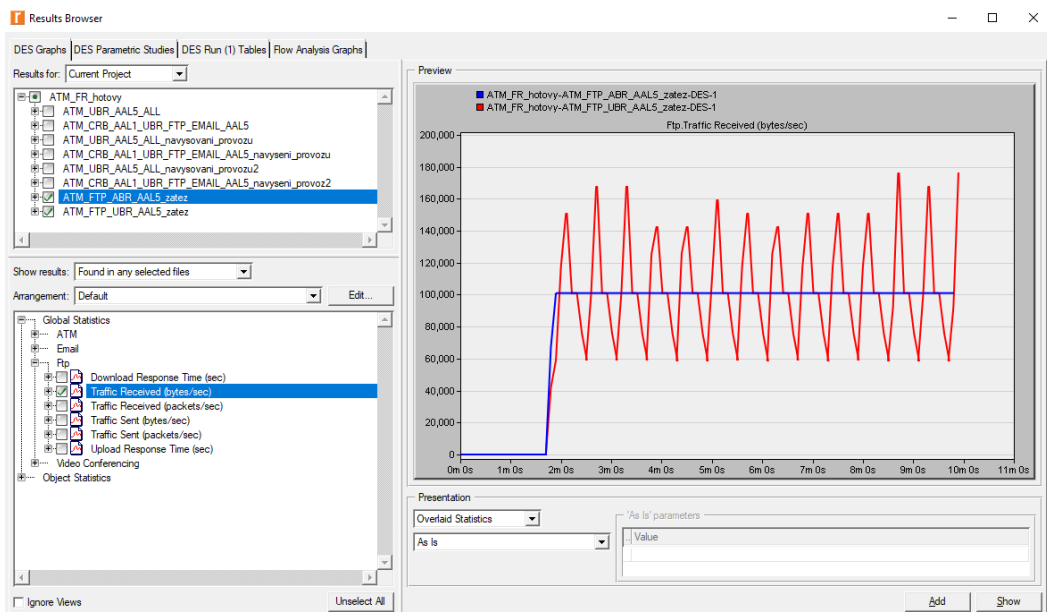 Results Browser
DES Graphs DES Parametric Studies DES Run (1) Tables Flow Analysis Graphs
Results for: Current Project
ATM_FR_hotovy
ATM_UBR_AAL5_ALL
ATM_CRB_AAL1_UBR_FTP_EMAIL_AAL5
ATM_UBR_AAL5_ALL_navysovani_provozu
ATM_CRB_AAL1_UBR_FTP_EMAIL_AAL5_navyseni_provozu
ATM_UBR_AAL5_ALL_navysovani_provozu2
ATM_CRB_AAL1_UBR_FTP_EMAIL_AAL5_navyseni_provoz2
ATM_FTP_ABR_AAL5_zatez
ATM_FTP_UBR_AAL5_zatez
Show results: Found in any selected files
Arrangement: Default Edit...
Global Statistics
ATM
Email
Ftp
Download Response Time (sec)
Traffic Received (bytes/sec)
Traffic Received (packets/sec)
Traffic Sent (bytes/sec)
Traffic Sent (packets/sec)
Upload Response Time (sec)
Video Conferencing
Object Statistics
Ignore Views Unselect All
Preview
ATM_FR_hotovy-ATM_FTP_ABR_AAL5_zatez-DES-1
ATM_FR_hotovy-ATM_FTP_UBR_AAL5_zatez-DES-1
Ftp.Traffic Received (bytes/sec)
200,000
180,000
160,000
140,000
120,000
100,000
80,000
60,000
40,000
20,000
0
0m 0s 1m 0s 2m 0s 3m 0s 4m 0s 5m 0s 6m 0s 7m 0s 8m 0s 9m 0s 10m 0s 11m 0s
Presentation
Overlaid Statistics
As Is
'As Is' parameters
.. Value
Add Show